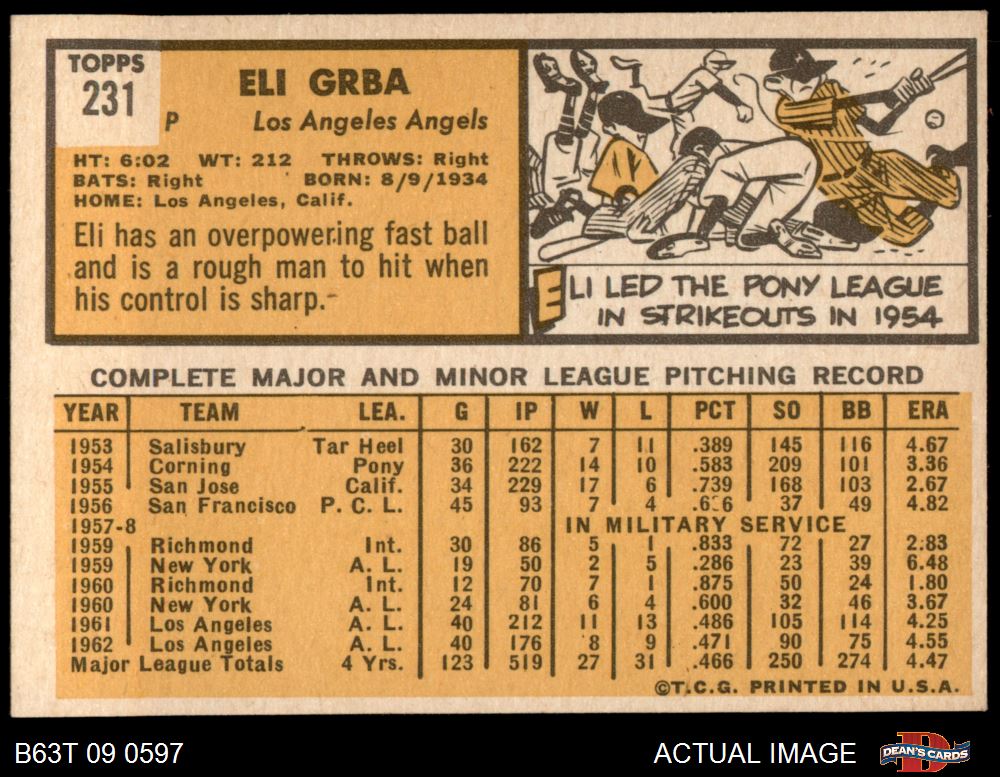 TOPPS
231
ELI GRBA
P Los Angeles Angels
HT: 6:02 WT: 212 THROWS: Right
BATS: Right BORN: 8/9/1934
HOME: Los Angeles, Calif.
Eli has an overpowering fast ball
and is a rough man to hit when
his control is sharp.
ELI LED THE PONY LEAGUE
IN STRIKEOUTS IN 1954
COMPLETE MAJOR AND MINOR LEAGUE PITCHING RECORD
YEAR TEAM LEA. G IP W L PCT SO BB ERA
1953 Salisbury Tar Heel 30 162 7 11 .389 145 116 4.67
1954 Corning Pony 36 222 14 10 .583 209 101 3.36
1955 San Jose Calif. 34 229 17 6 .739 168 103 2.67
1956 San Francisco P. C. L. 45 93 7 4 37 49 4.82
1957-8 IN MILITARY SERVICE
1959 Richmond Int. 30 86 5 1 .833 72 27 2.83
1959 New York A. L. 19 50 2 5 .286 23 39 6.48
1960 Richmond Int. 12 70 7 1 .875 50 24 1.80
1960 New York A. L. 24 81 6 4 .600 32 46 3.67
1961 Los Angeles A. L. 40 212 11 13 .486 105 114 4.25
1962 Los Angeles A. L. 40 176 8 9 .471 90 75 4.55
Major League Totals 4 Yrs. 123 519 27 31 .466 250 274 4.47
©T.C.G. PRINTED IN U.S.A.
B63T 09 0597 ACTUAL IMAGE DEAN'S CARDS